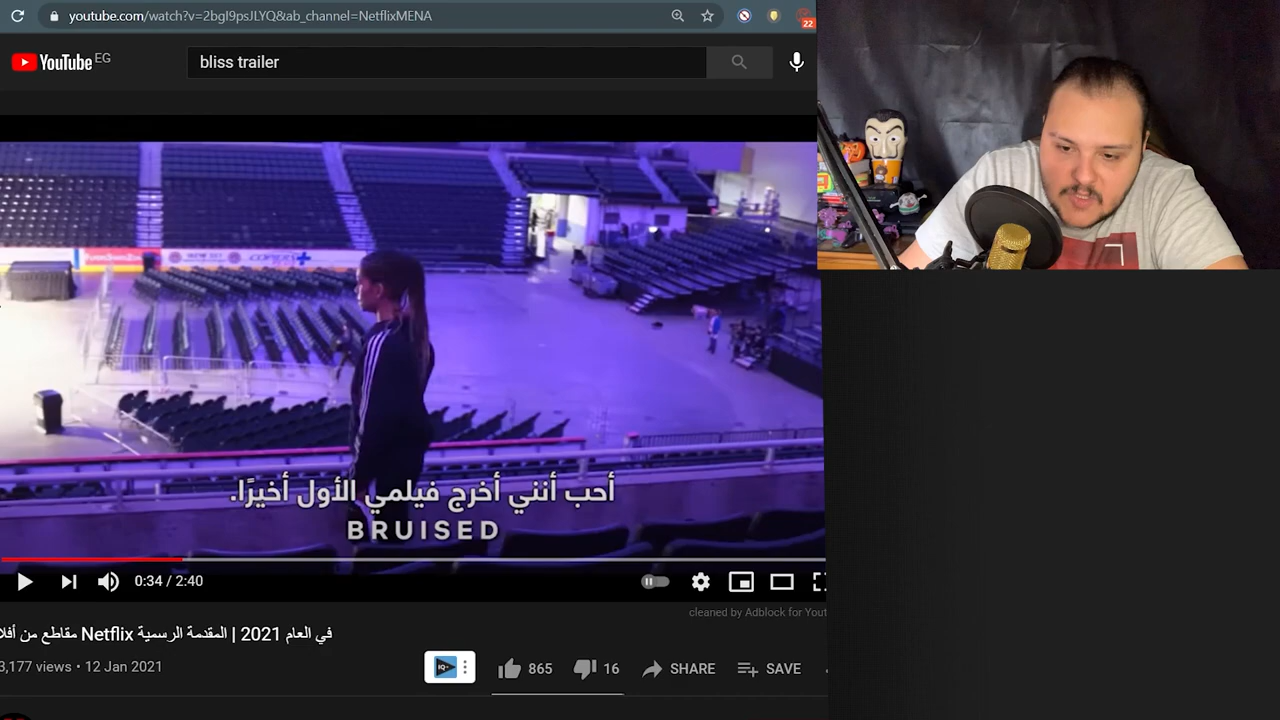 youtube.com/watch?v=2bgI9psJLYQ&ab_channel=NetflixMENA
22
YouTube EG
bliss trailer
أحب أنني أخرج فيلمي الأول أخيرًا.
BRUISED
0:34 / 2:40
cleaned by Adblock for Yout
في العام 2021 | المقدمة الرسمية Netflix مقاطع من أفلا
3,177 views • 12 Jan 2021
IQ
865
16
SHARE
SAVE